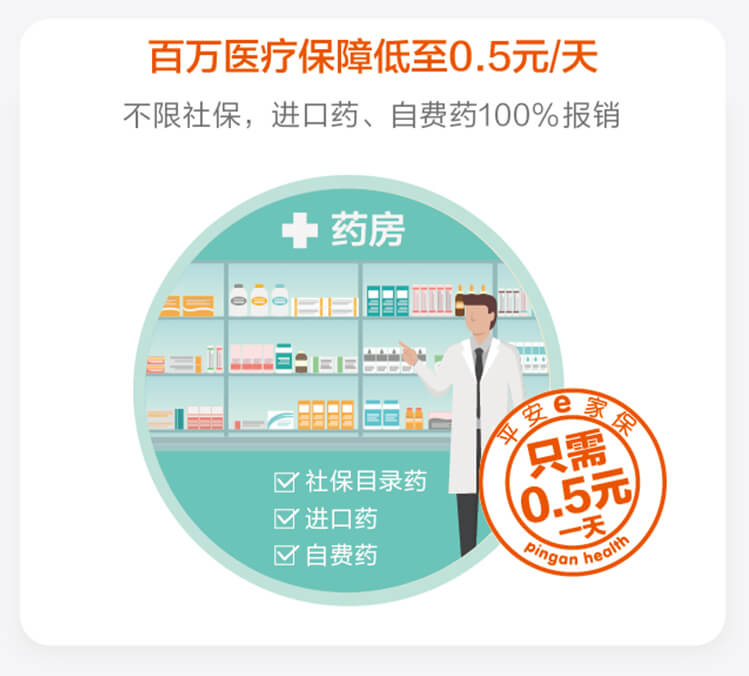 百万医疗保障低至0.5元/天
不限社保，进口药、自费药100%报销
药房
社保目录药
进口药
自费药
平安e家保
只需
0.5元
一天
pingan health